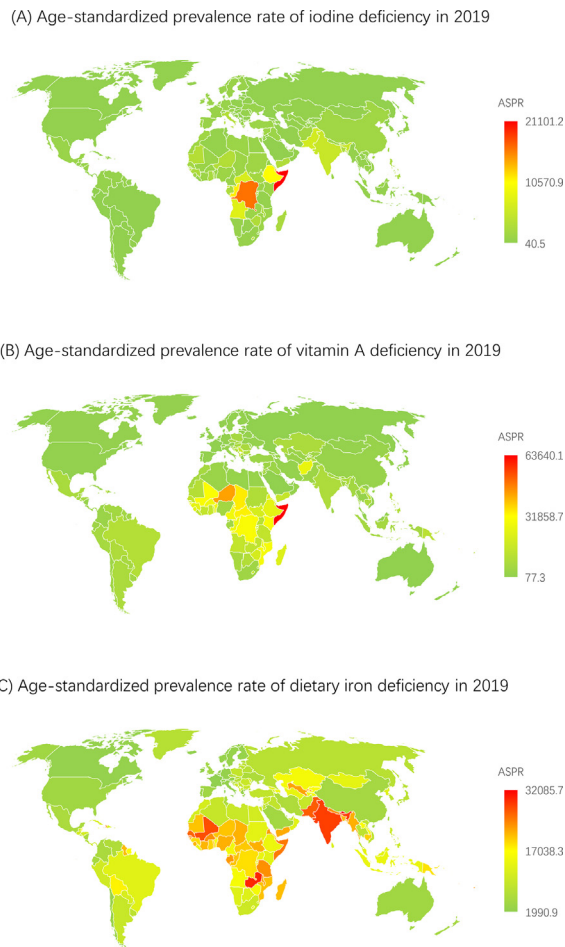 (A) Age-standardized prevalence rate of iodine deficiency in 2019
ASPR
21101.2
10570.9
40.5
(B) Age-standardized prevalence rate of vitamin A deficiency in 2019
ASPR
63640.1
31858.7
77.3
C) Age-standardized prevalence rate of dietary iron deficiency in 2019
ASPR
32085.7
17038.3
1990.9